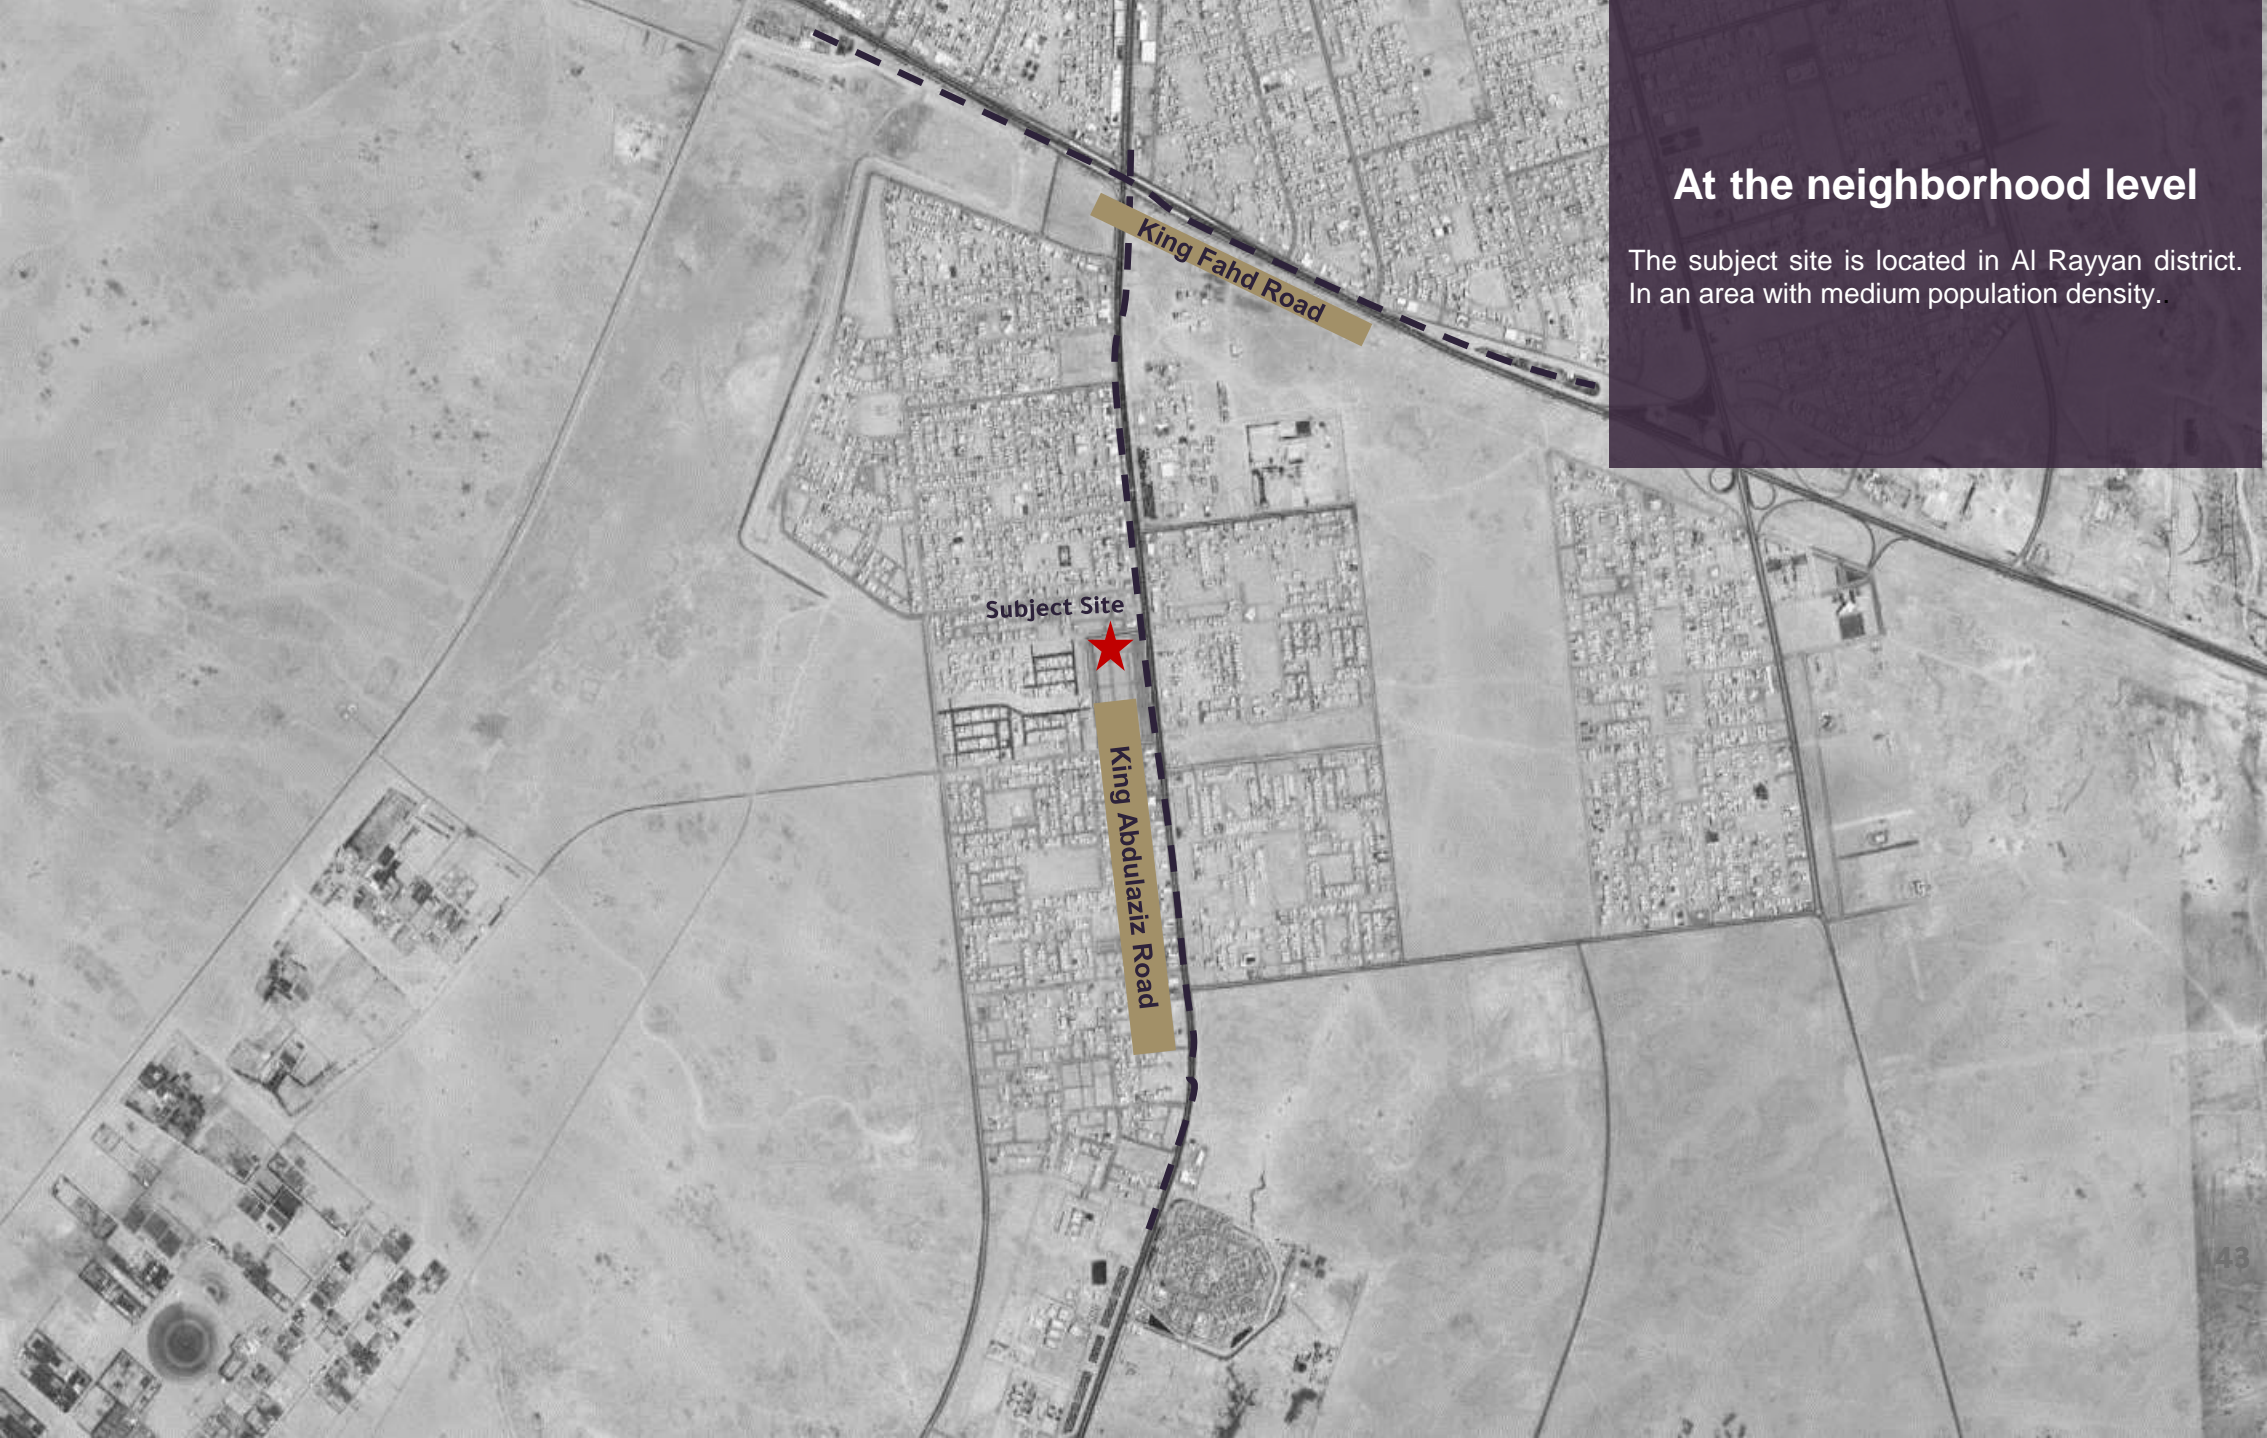 At the neighborhood level
The subject site is located in Al Rayyan district.
In an area with medium population density..
King Fahd Road
Subject Site
King Abdulaziz Road
43